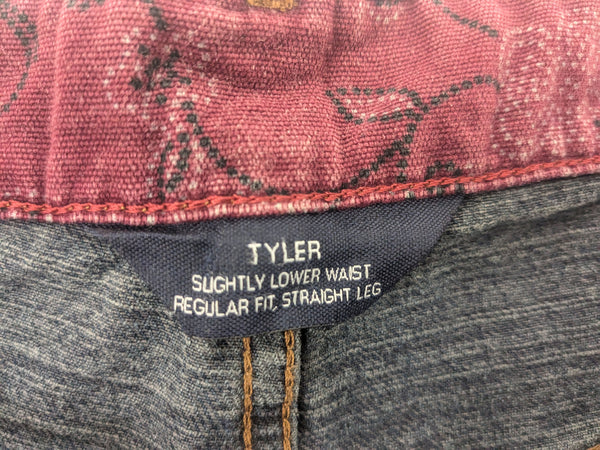 TYLER
SLIGHTLY LOWER WAIST
REGULAR FIT, STRAIGHT LEG